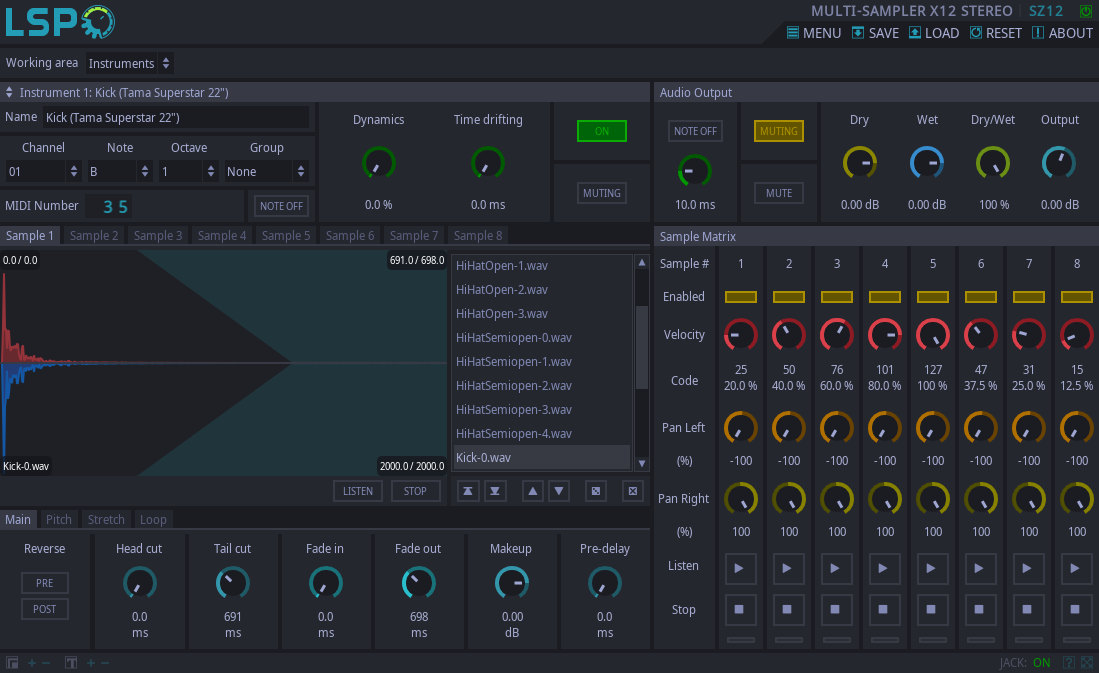 LSP
MULTI-SAMPLER X12 STEREO SZ12
MENU SAVE LOAD RESET ABOUT
Working area Instruments
Instrument 1: Kick (Tama Superstar 22")
Name Kick (Tama Superstar 22")
Channel Note Octave Group
01 B 1 None
MIDI Number 35 NOTE OFF
Dynamics Time drifting
0.0 % 0.0 ms
ON
MUTING
Audio Output
NOTE OFF MUTING
10.0 ms MUTE
Dry Wet Dry/Wet Output
0.00 dB 0.00 dB 100 % 0.00 dB
Sample 1 Sample 2 Sample 3 Sample 4 Sample 5 Sample 6 Sample 7 Sample 8
0.0 / 0.0 691.0 / 698.0
Kick-0.wav 2000.0 / 2000.0
LISTEN STOP
HiHatOpen-1.wav
HiHatOpen-2.wav
HiHatOpen-3.wav
HiHatSemiopen-0.wav
HiHatSemiopen-1.wav
HiHatSemiopen-2.wav
HiHatSemiopen-3.wav
HiHatSemiopen-4.wav
Kick-0.wav
Main Pitch Stretch Loop
Reverse Head cut Tail cut Fade in Fade out Makeup Pre-delay
PRE
POST
0.0 691 0.0 698 0.00 0.0
ms ms ms ms dB ms
Sample Matrix
Sample # 1 2 3 4 5 6 7 8
Enabled
Velocity
Code 25 50 76 101 127 47 31 15
20.0 % 40.0 % 60.0 % 80.0 % 100 % 37.5 % 25.0 % 12.5 %
Pan Left
(%) -100 -100 -100 -100 -100 -100 -100 -100
Pan Right
(%) 100 100 100 100 100 100 100 100
Listen
Stop
T
JACK: ON ?